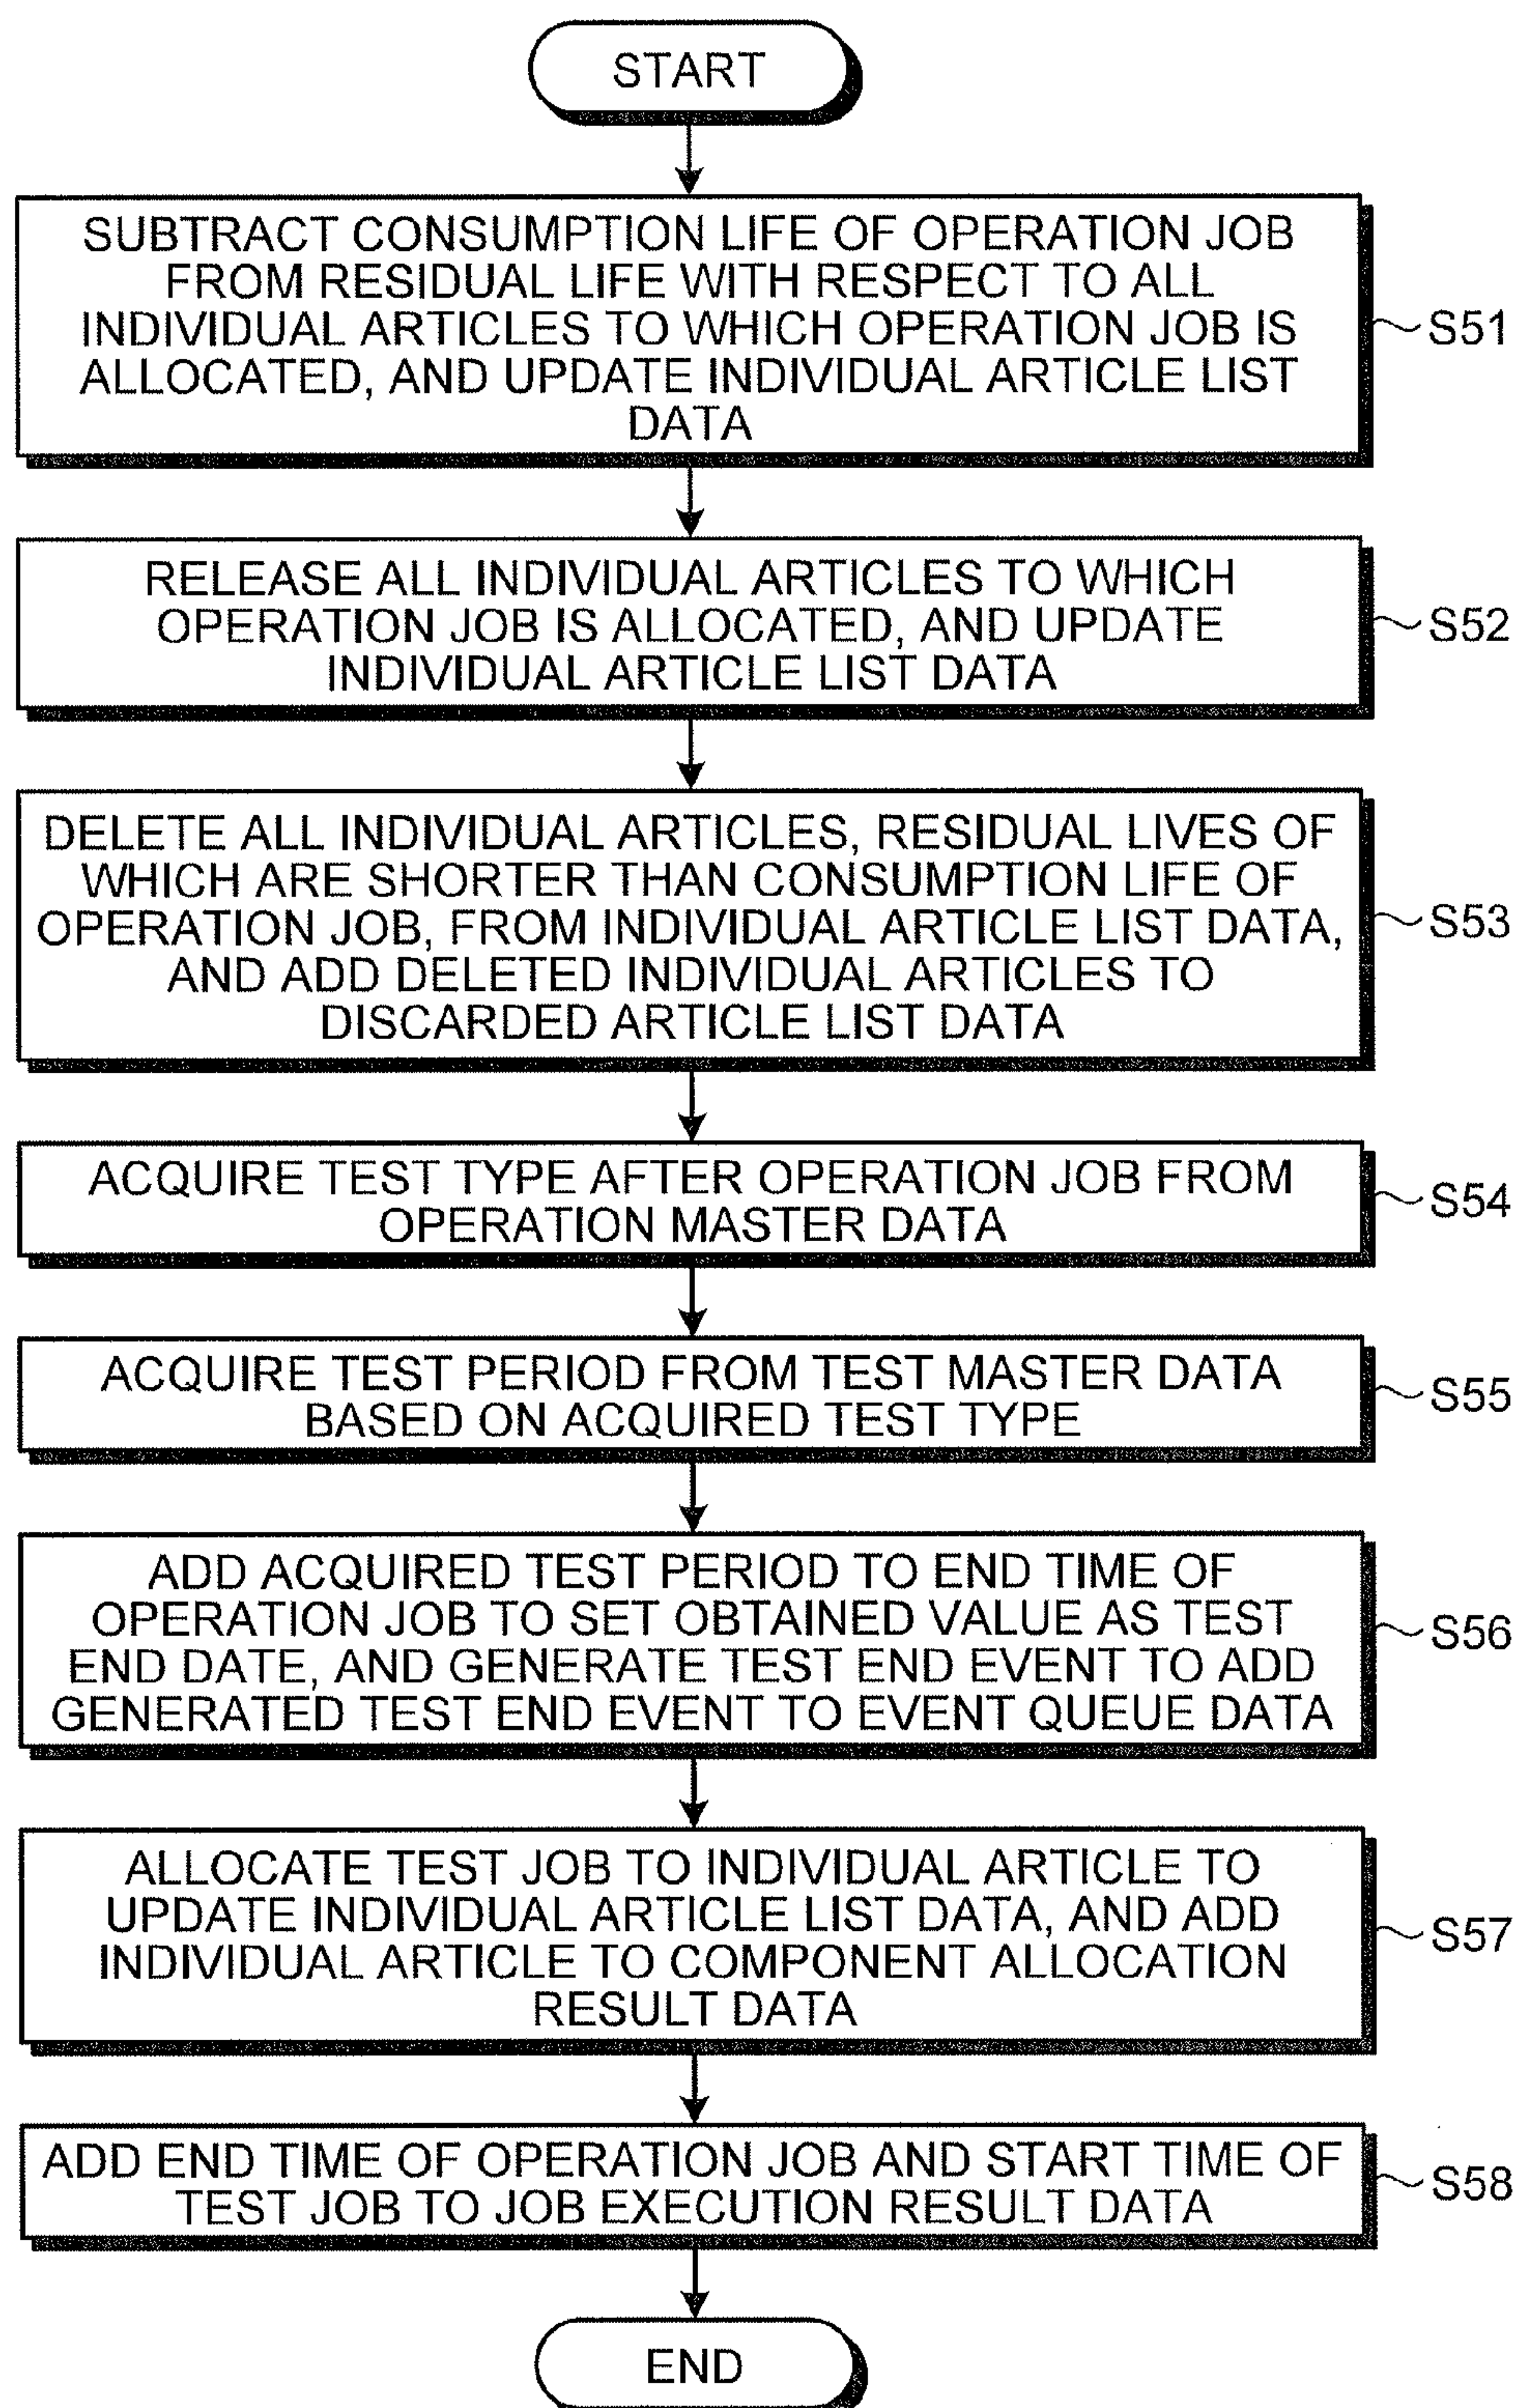 START
SUBTRACT CONSUMPTION LIFE OF OPERATION JOB
FROM RESIDUAL LIFE WITH RESPECT TO ALL
INDIVIDUAL ARTICLES TO WHICH OPERATION JOB IS
ALLOCATED, AND UPDATE INDIVIDUAL ARTICLE LIST
DATA
S51
RELEASE ALL INDIVIDUAL ARTICLES TO WHICH
OPERATION JOB IS ALLOCATED, AND UPDATE
INDIVIDUAL ARTICLE LIST DATA
S52
DELETE ALL INDIVIDUAL ARTICLES, RESIDUAL LIVES OF
WHICH ARE SHORTER THAN CONSUMPTION LIFE OF
OPERATION JOB, FROM INDIVIDUAL ARTICLE LIST DATA,
AND ADD DELETED INDIVIDUAL ARTICLES TO
DISCARDED ARTICLE LIST DATA
S53
ACQUIRE TEST TYPE AFTER OPERATION JOB FROM
OPERATION MASTER DATA
S54
ACQUIRE TEST PERIOD FROM TEST MASTER DATA
BASED ON ACQUIRED TEST TYPE
S55
ADD ACQUIRED TEST PERIOD TO END TIME OF
OPERATION JOB TO SET OBTAINED VALUE AS TEST
END DATE, AND GENERATE TEST END EVENT TO ADD
GENERATED TEST END EVENT TO EVENT QUEUE DATA
S56
ALLOCATE TEST JOB TO INDIVIDUAL ARTICLE TO
UPDATE INDIVIDUAL ARTICLE LIST DATA, AND ADD
INDIVIDUAL ARTICLE TO COMPONENT ALLOCATION
RESULT DATA
S57
ADD END TIME OF OPERATION JOB AND START TIME OF
TEST JOB TO JOB EXECUTION RESULT DATA
S58
END